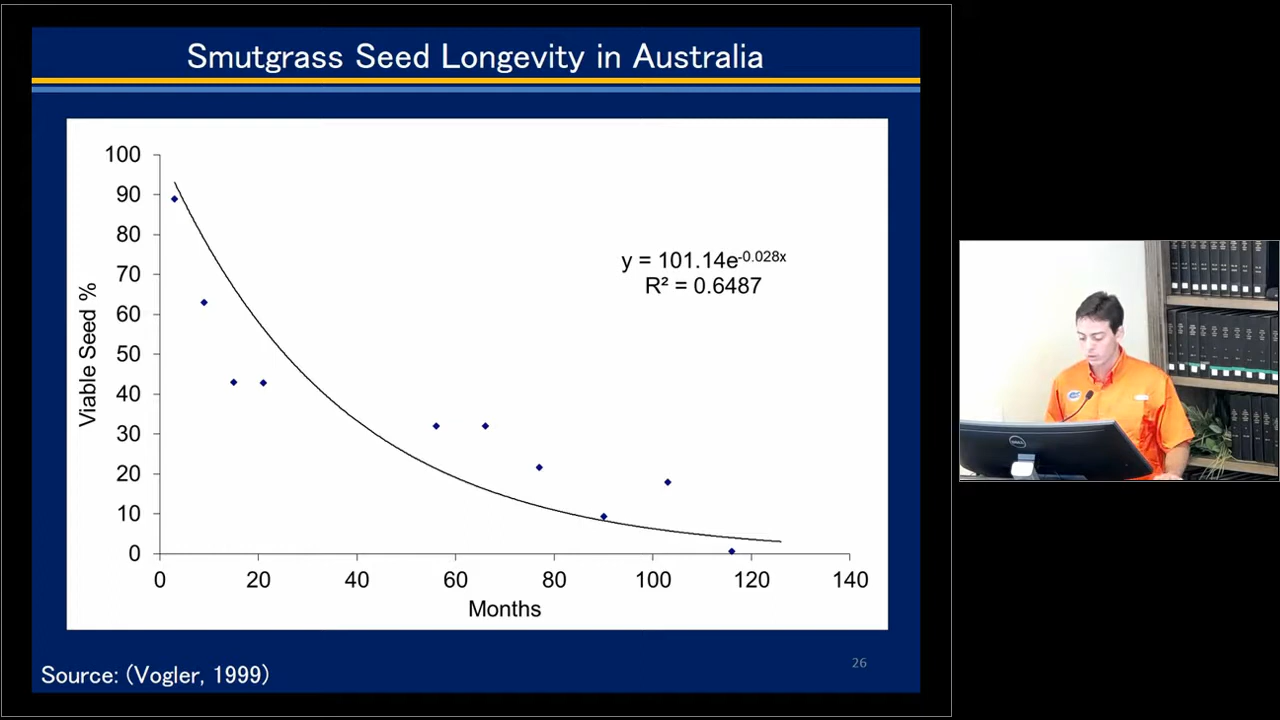 Smutgrass Seed Longevity in Australia
100
90
80
70
60
50
40
30
20
10
0
Viable Seed %
y = 101.14e^-0.028x
R² = 0.6487
0 20 40 60 80 100 120 140
Months
Source: (Vogler, 1999)
26
DELL